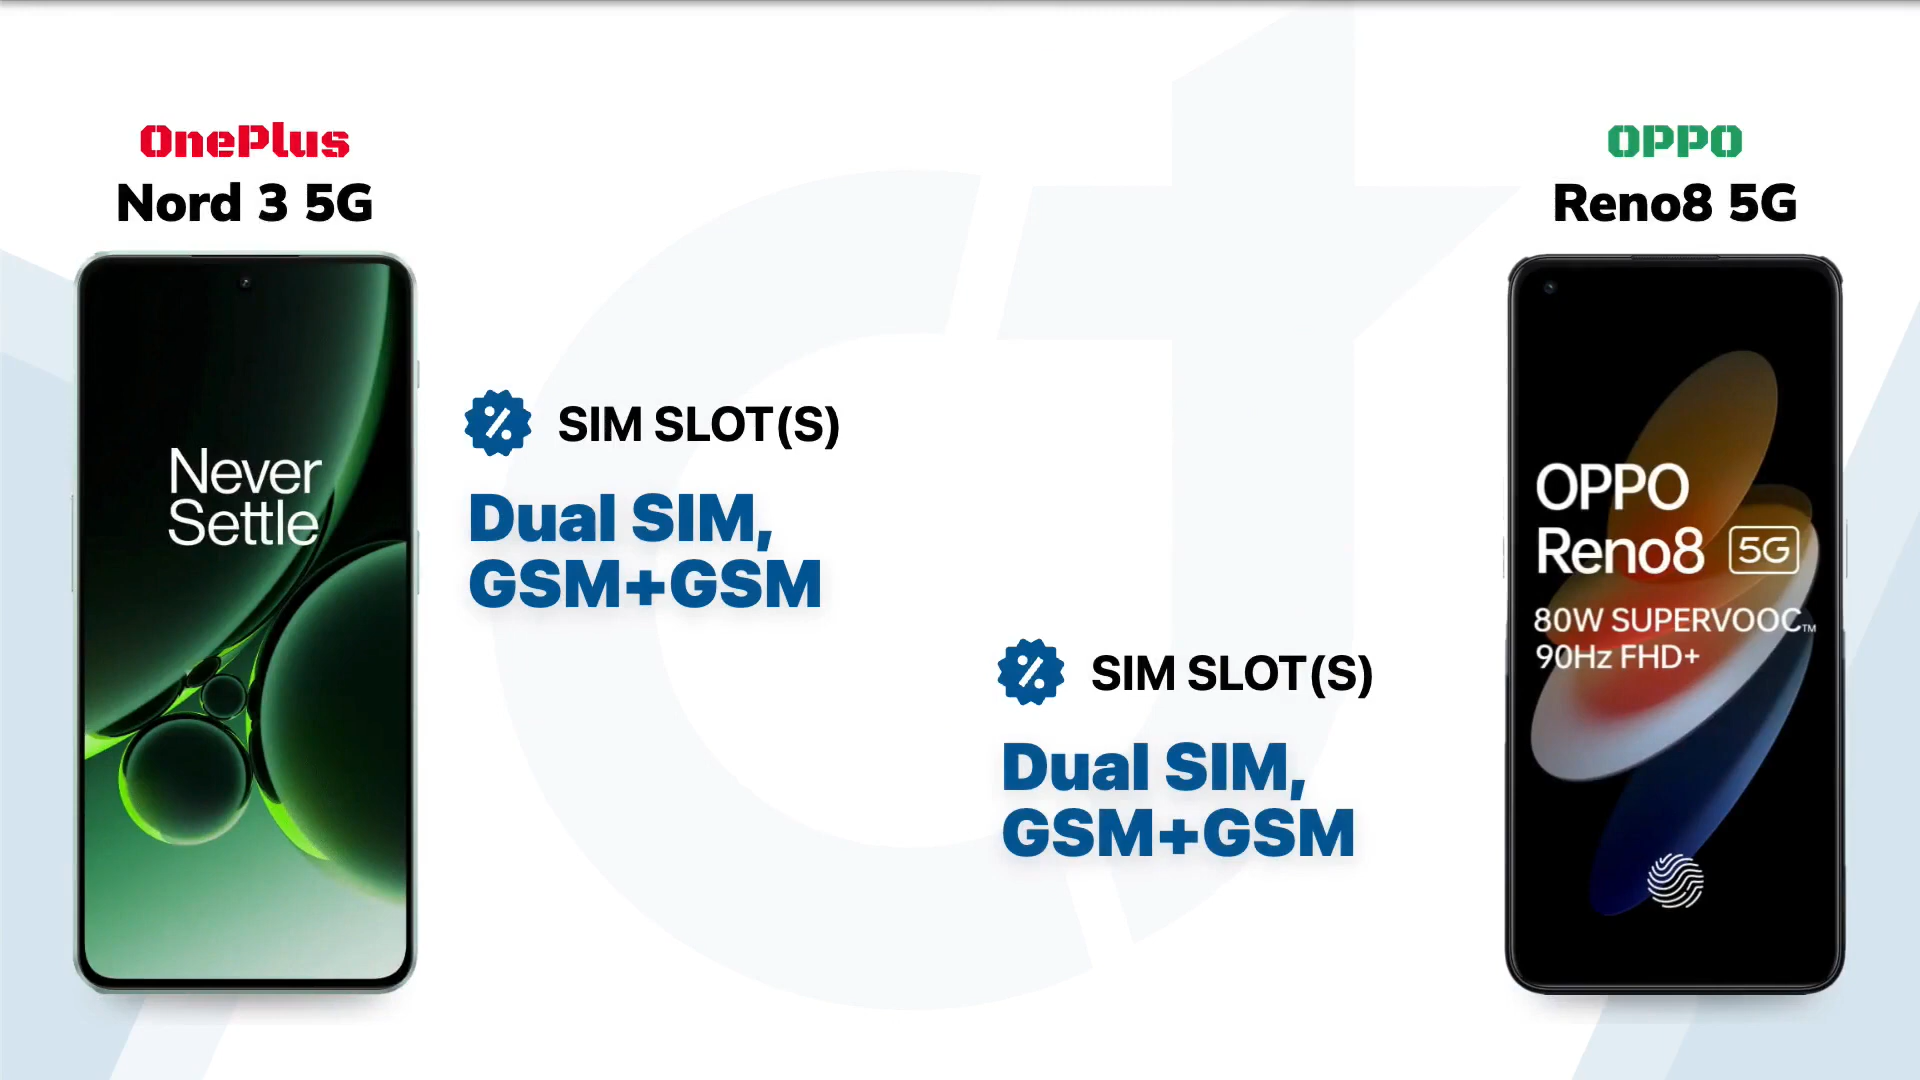 OnePlus
Nord 3 5G
Never
Settle
SIM SLOT(S)
Dual SIM,
GSM+GSM
OPPO
Reno8 5G
SIM SLOT(S)
Dual SIM,
GSM+GSM
OPPO
Reno8 5G
80W SUPERVOOC™
90Hz FHD+